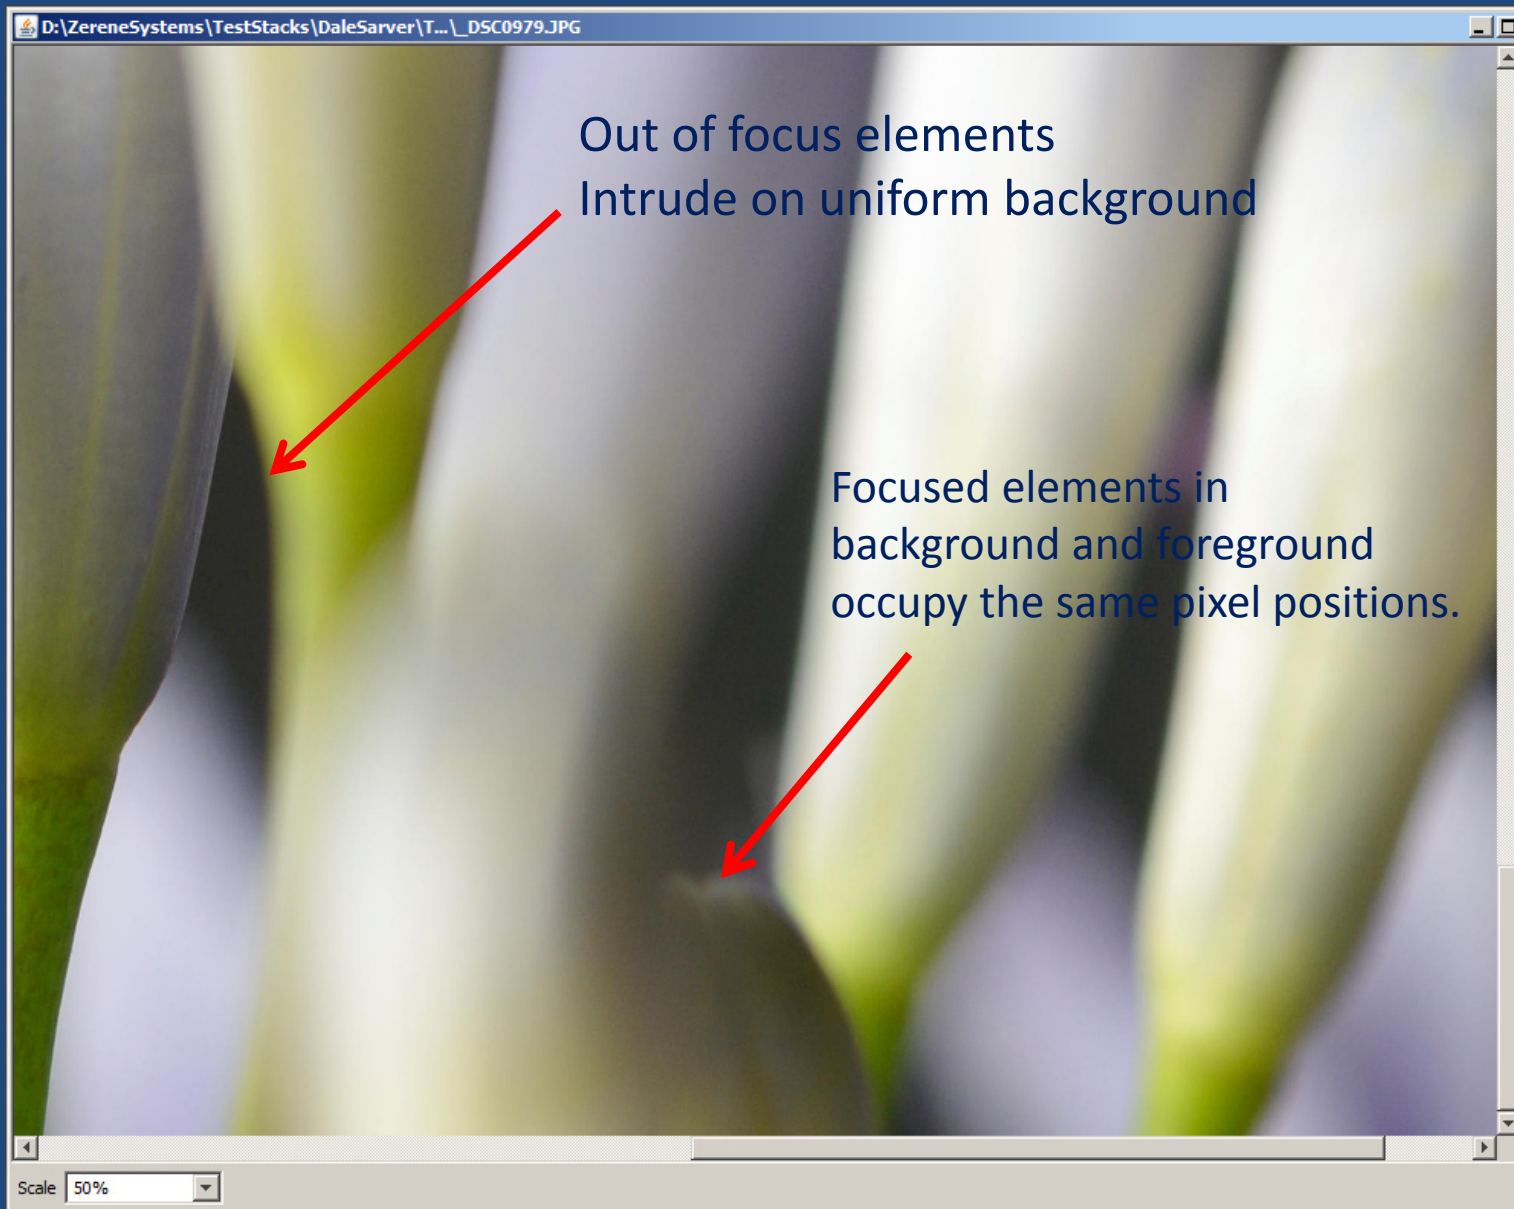 D:\ZereneSystems\TestStacks\DaleSarver\T...\_DSC0979.JPG
Out of focus elements
Intrude on uniform background
Focused elements in
background and foreground
occupy the same pixel positions.
Scale 50%